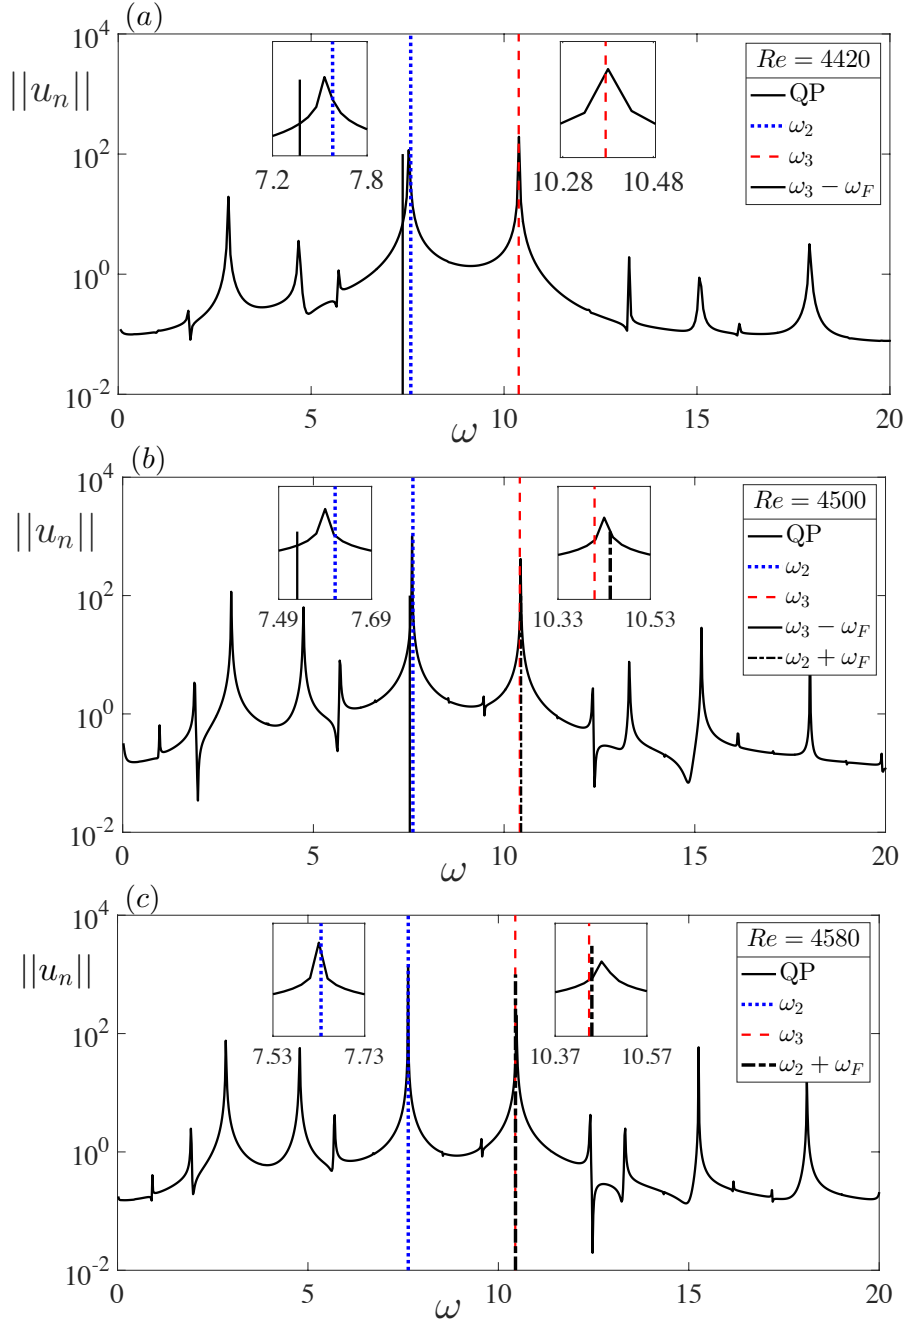 (a)
10^4
10^2
10^0
10^{-2}
||u_n||
7.2 7.8
10.28 10.48
Re = 4420
QP
ω_2
ω_3
ω_3 − ω_F
0 5 10 15 20
ω
(b)
10^4
10^2
10^0
10^{-2}
||u_n||
7.49 7.69
10.33 10.53
Re = 4500
QP
ω_2
ω_3
ω_3 − ω_F
ω_2 + ω_F
0 5 10 15 20
ω
(c)
10^4
10^2
10^0
10^{-2}
||u_n||
7.53 7.73
10.37 10.57
Re = 4580
QP
ω_2
ω_3
ω_2 + ω_F
0 5 10 15 20
ω